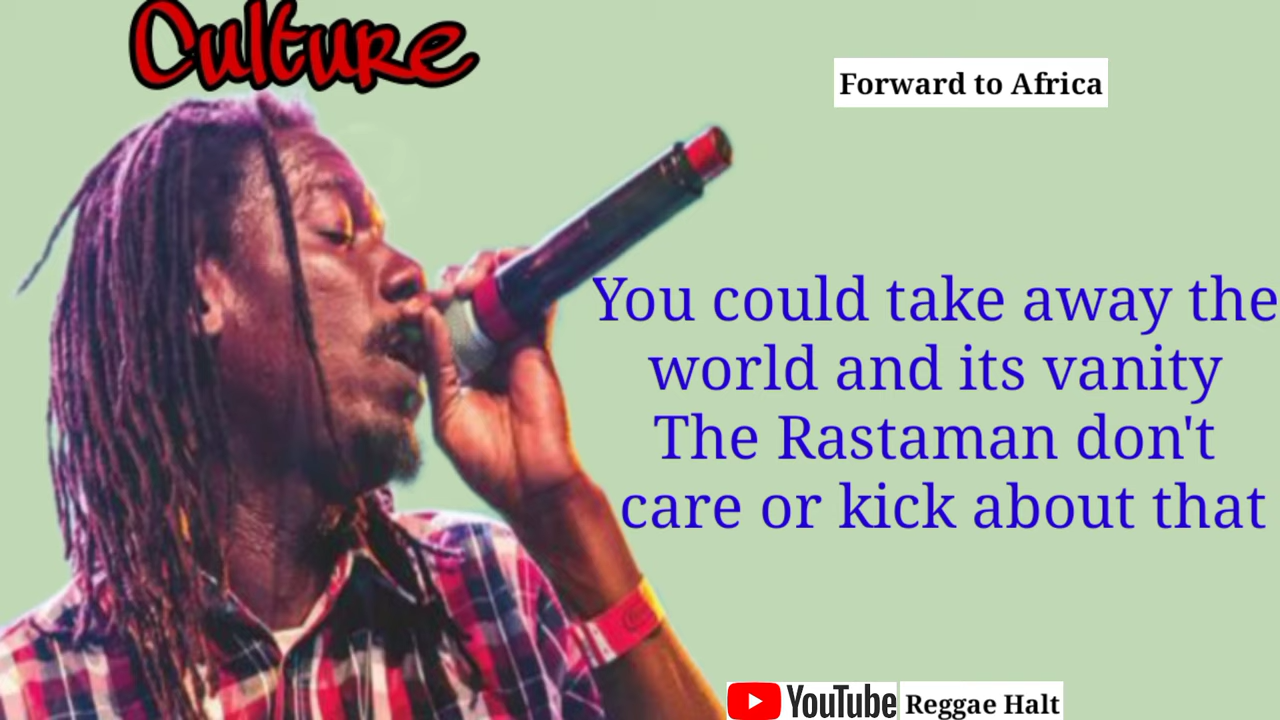 Culture
Forward to Africa
You could take away the
world and its vanity
The Rastaman don't
care or kick about that
YouTube Reggae Halt